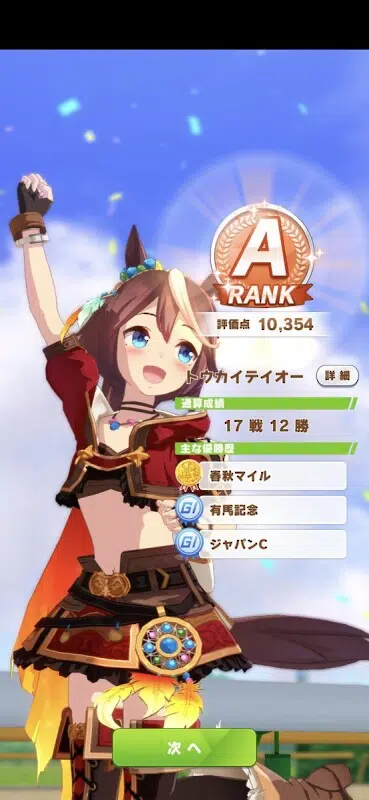 A
RANK
評価点 10,354
トウカイテイオー
詳細
通算成績
17 戦 12 勝
主な優勝歴
春秋マイル
GI 有馬記念
GI ジャパンC
次へ